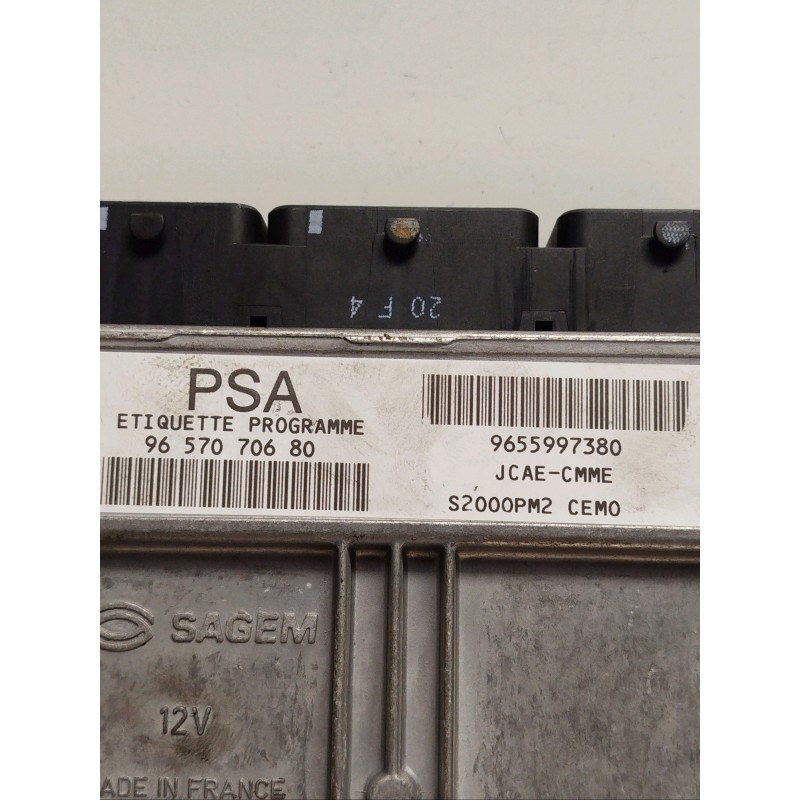 20 F 4
PSA
ETIQUETTE PROGRAMME
96 570 706 80
9655997380
JCAE-CMME
S2000PM2 CEMO
SAGEM
12V
ADE IN FRANCE